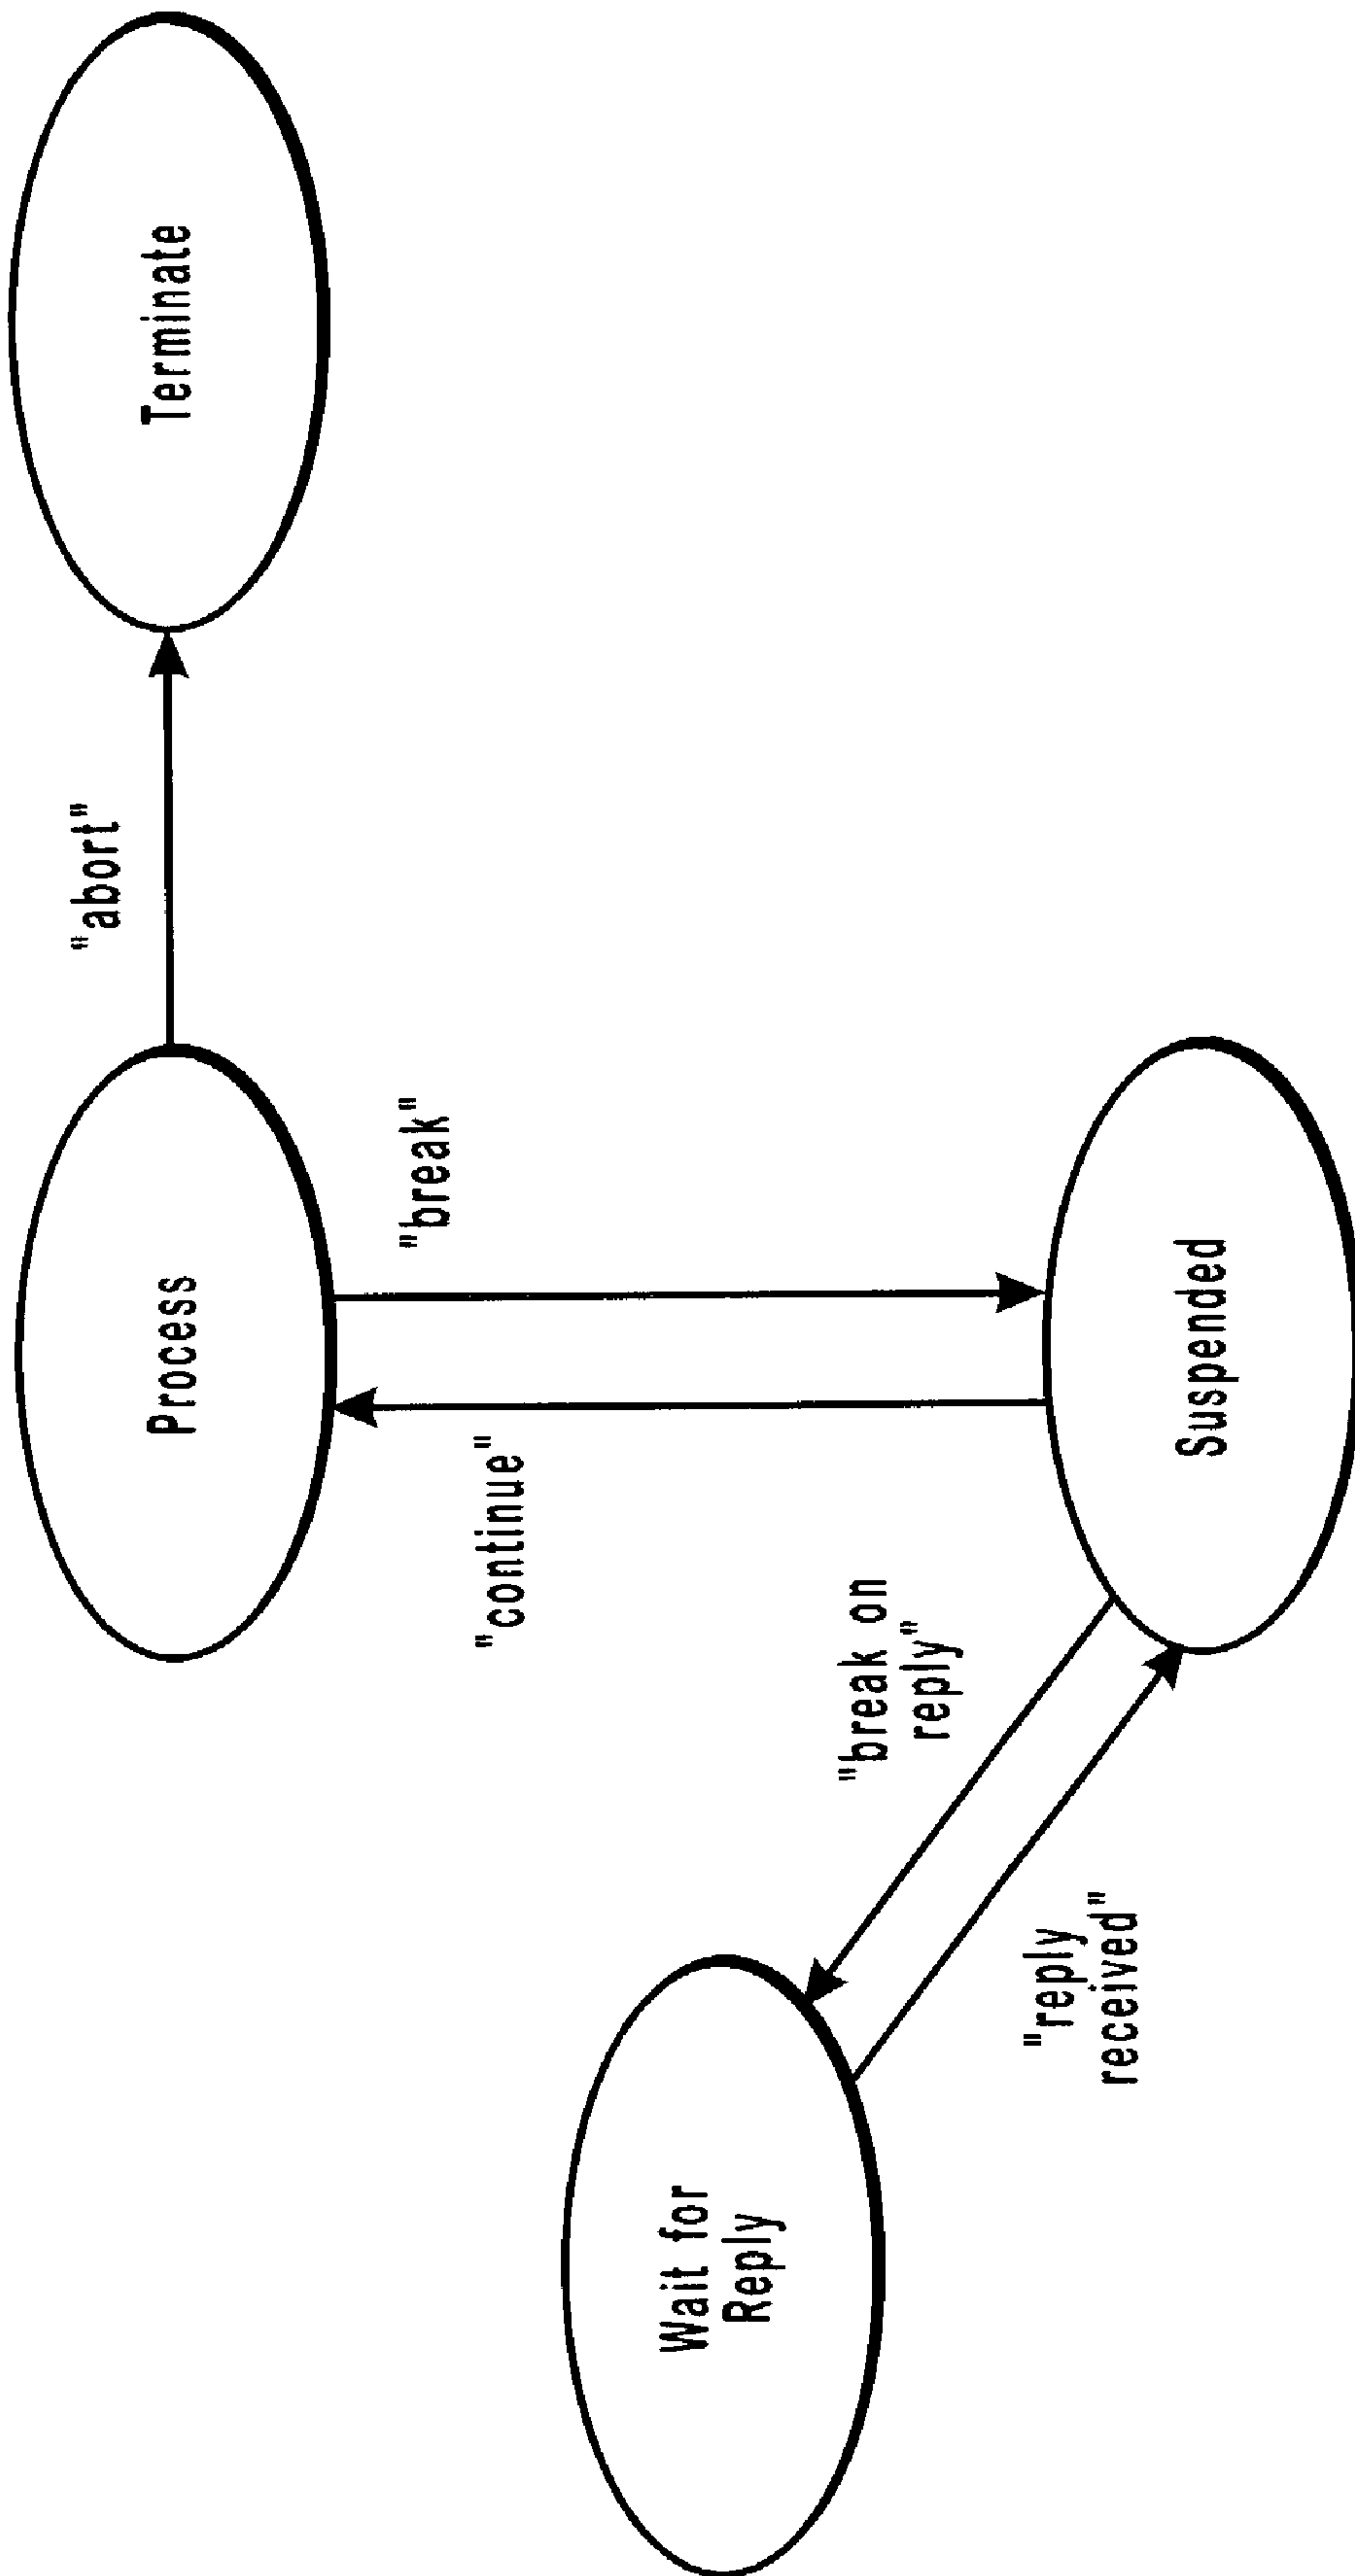 Process
"abort"
Terminate
"continue"
"break"
Wait for
Reply
"break on
reply"
"reply
received"
Suspended